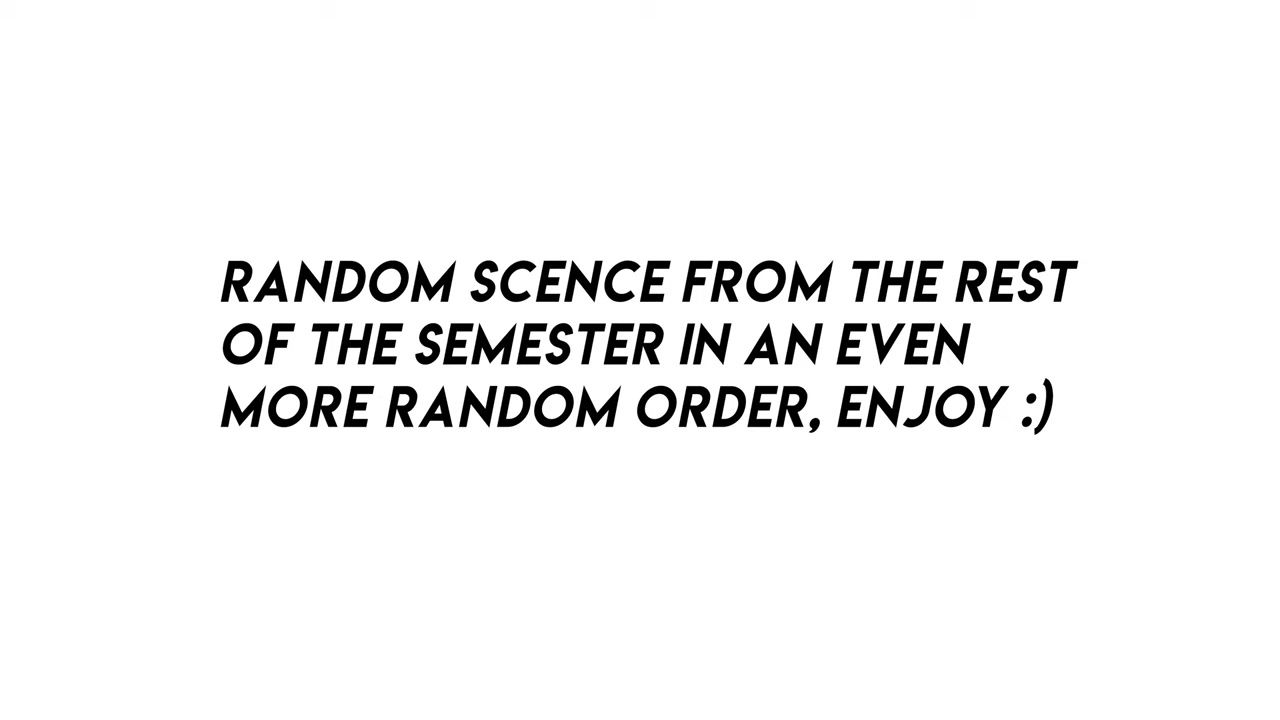 RANDOM SCENCE FROM THE REST
OF THE SEMESTER IN AN EVEN
MORE RANDOM ORDER, ENJOY :)